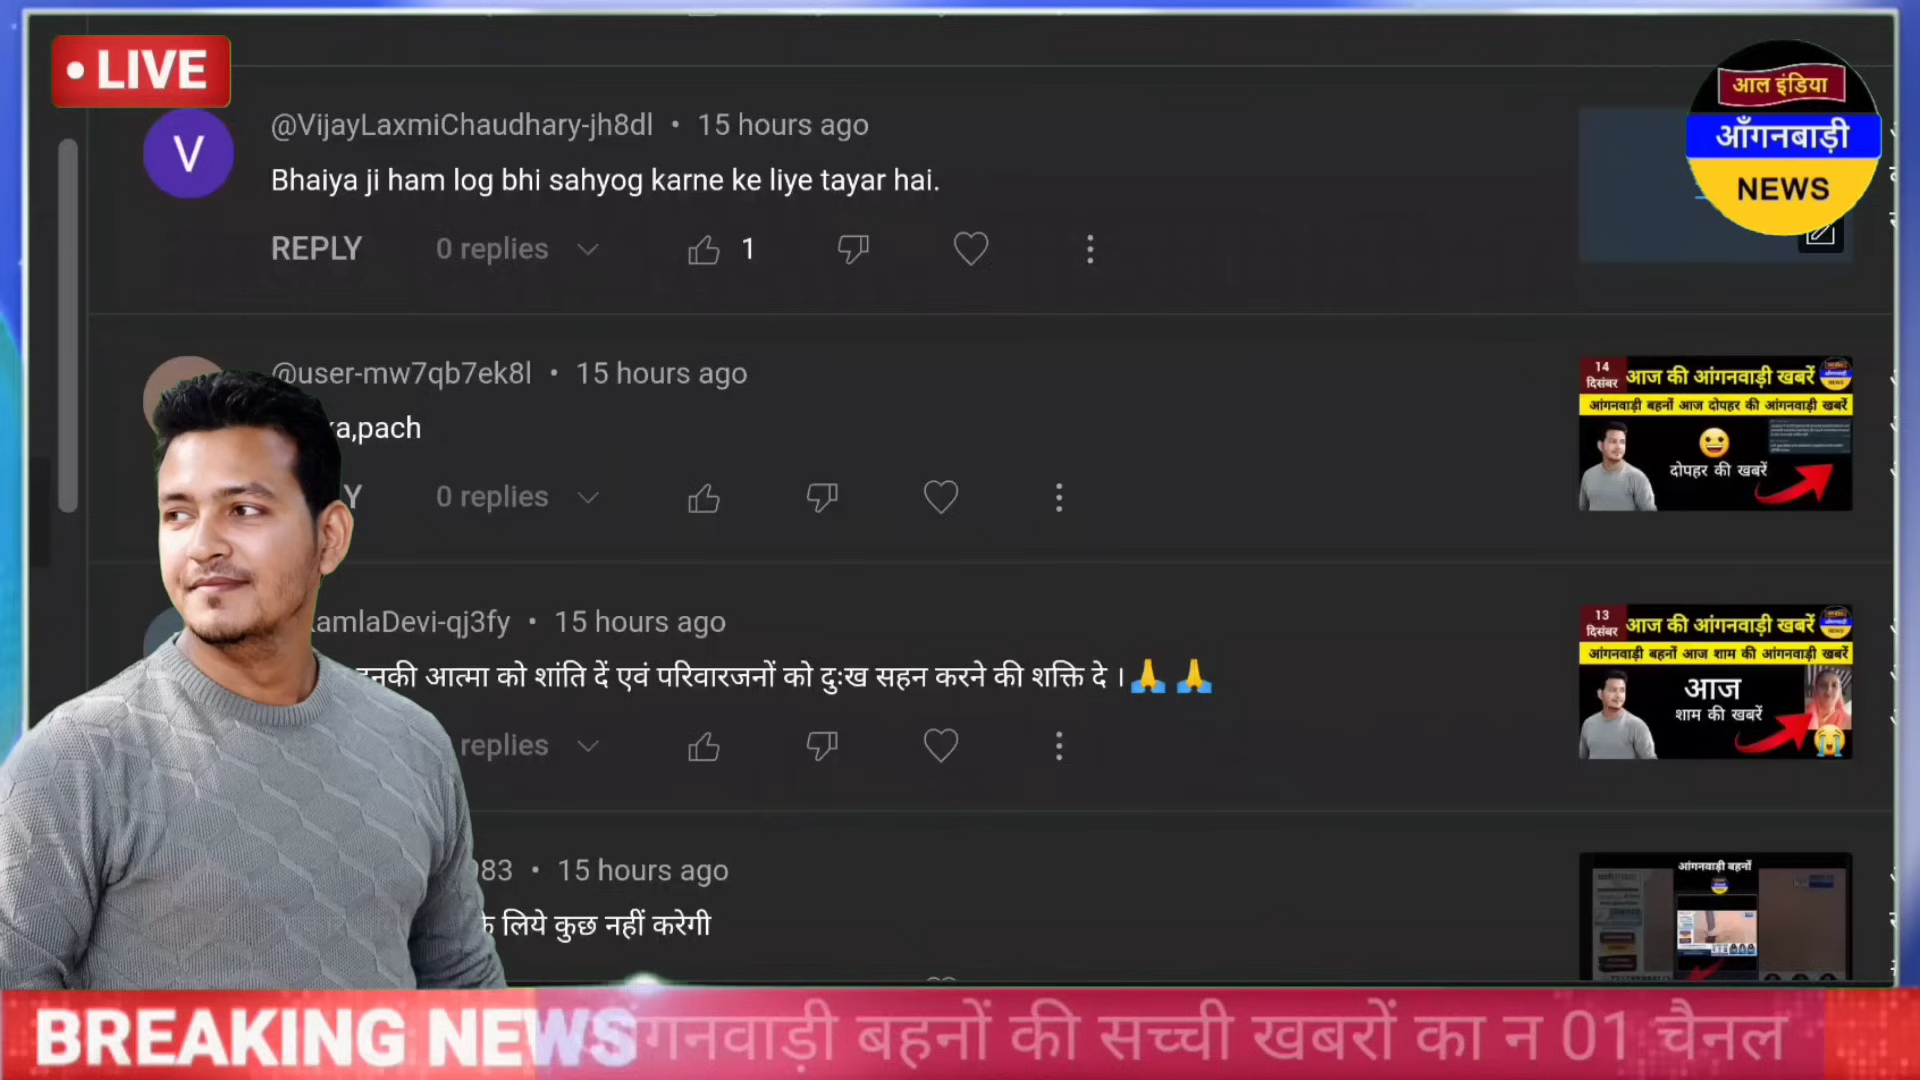 LIVE
आल इंडिया
आँगनबाड़ी
NEWS
V
@VijayLaxmiChaudhary-jh8dl • 15 hours ago
Bhaiya ji ham log bhi sahyog karne ke liye tayar hai.
REPLY 0 replies 1
@user-mw7qb7ek8l • 15 hours ago
ka,pach
Y 0 replies
14
दिसंबर
आज की आंगनवाड़ी खबरें
आंगनवाड़ी बहनों आज दोपहर की आंगनवाड़ी खबरें
दोपहर की खबरें
KamlaDevi-qj3fy • 15 hours ago
उनकी आत्मा को शांति दें एवं परिवारजनों को दुःख सहन करने की शक्ति दे । 🙏 🙏
replies
13
दिसंबर
आज की आंगनवाड़ी खबरें
आंगनवाड़ी बहनों आज शाम की आंगनवाड़ी खबरें
आज
शाम की खबरें
983 • 15 hours ago
के लिये कुछ नहीं करेगी
आंगनवाड़ी बहनों
BREAKING NEWS
आंगनवाड़ी बहनों की सच्ची खबरों का न 01 चैनल